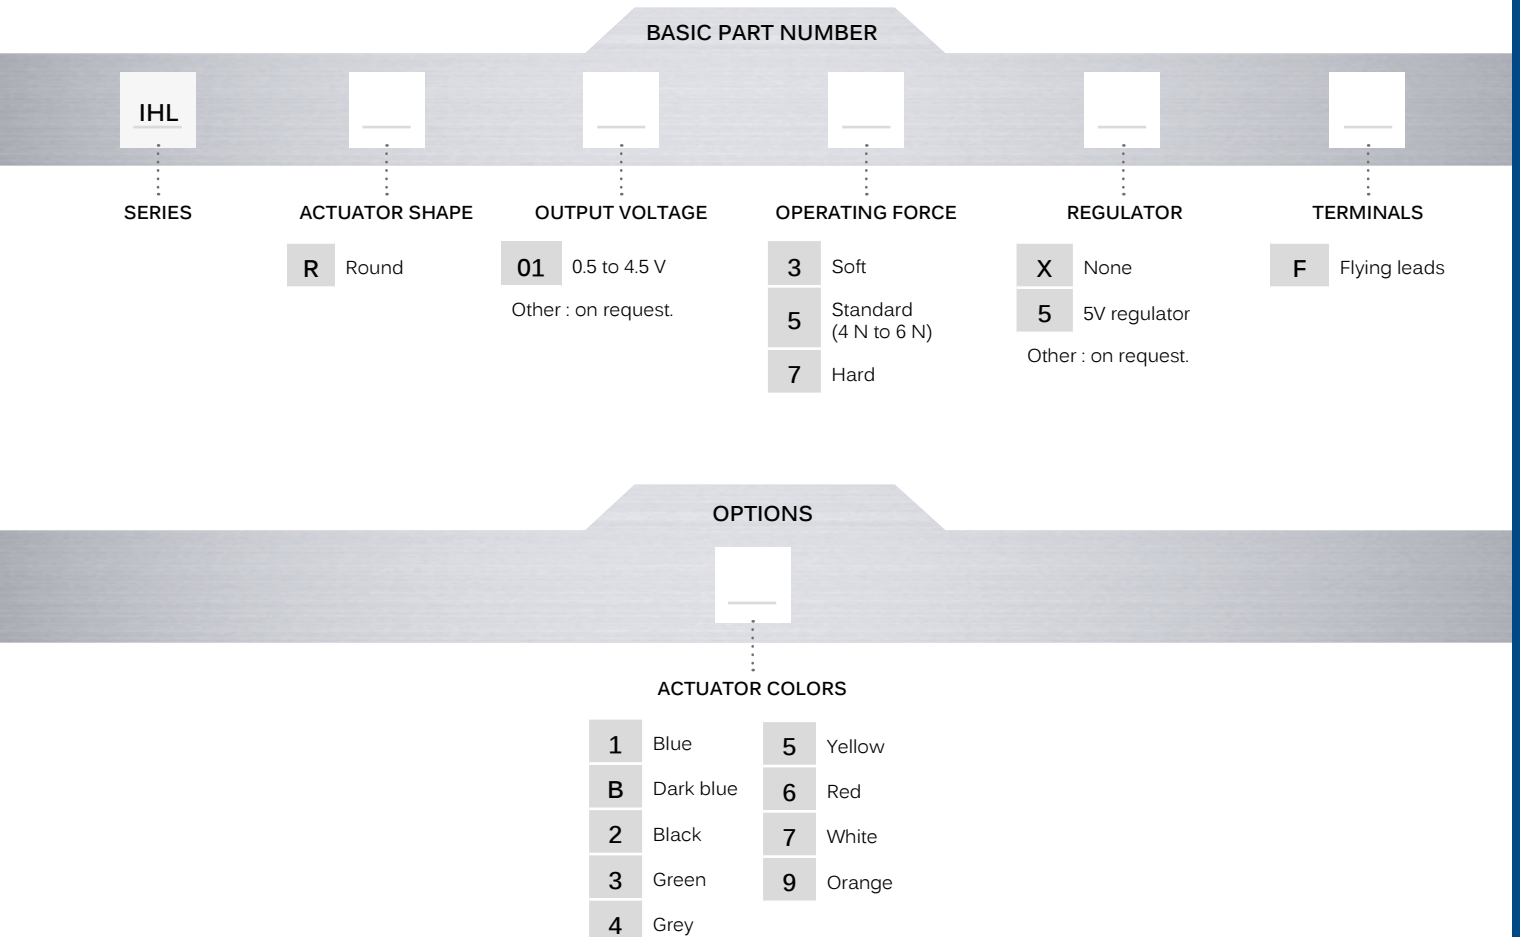 BASIC PART NUMBER
IHL
SERIES
ACTUATOR SHAPE
R Round
OUTPUT VOLTAGE
01 0.5 to 4.5 V
Other : on request.
OPERATING FORCE
3 Soft
5 Standard
(4 N to 6 N)
7 Hard
REGULATOR
X None
5 5V regulator
Other : on request.
TERMINALS
F Flying leads
OPTIONS
ACTUATOR COLORS
1 Blue
B Dark blue
2 Black
3 Green
4 Grey
5 Yellow
6 Red
7 White
9 Orange